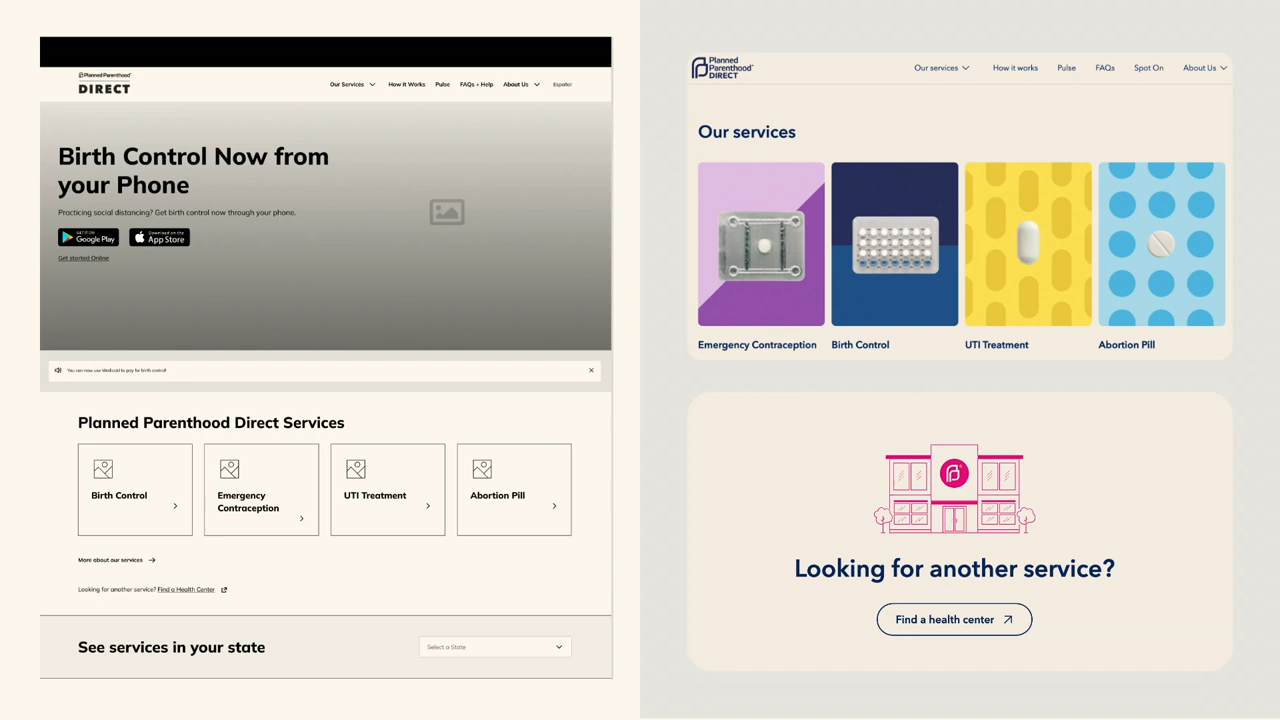 Planned Parenthood®
DIRECT
Our Services
How it Works
Pulse
FAQs + Help
About Us
Español
Birth Control Now from
your Phone
Practicing social distancing? Get birth control now through your phone.
GET IT ON
Google Play
Download on the
App Store
Get started Online
You can now use Medicaid to pay for birth control!
Planned Parenthood Direct Services
Birth Control
Emergency
Contraception
UTI Treatment
Abortion Pill
More about our services
Looking for another service? Find a Health Center
See services in your state
Select a State
Planned
Parenthood®
DIRECT
Our services
How it works
Pulse
FAQs
Spot On
About Us
Our services
Emergency Contraception
Birth Control
UTI Treatment
Abortion Pill
Looking for another service?
Find a health center